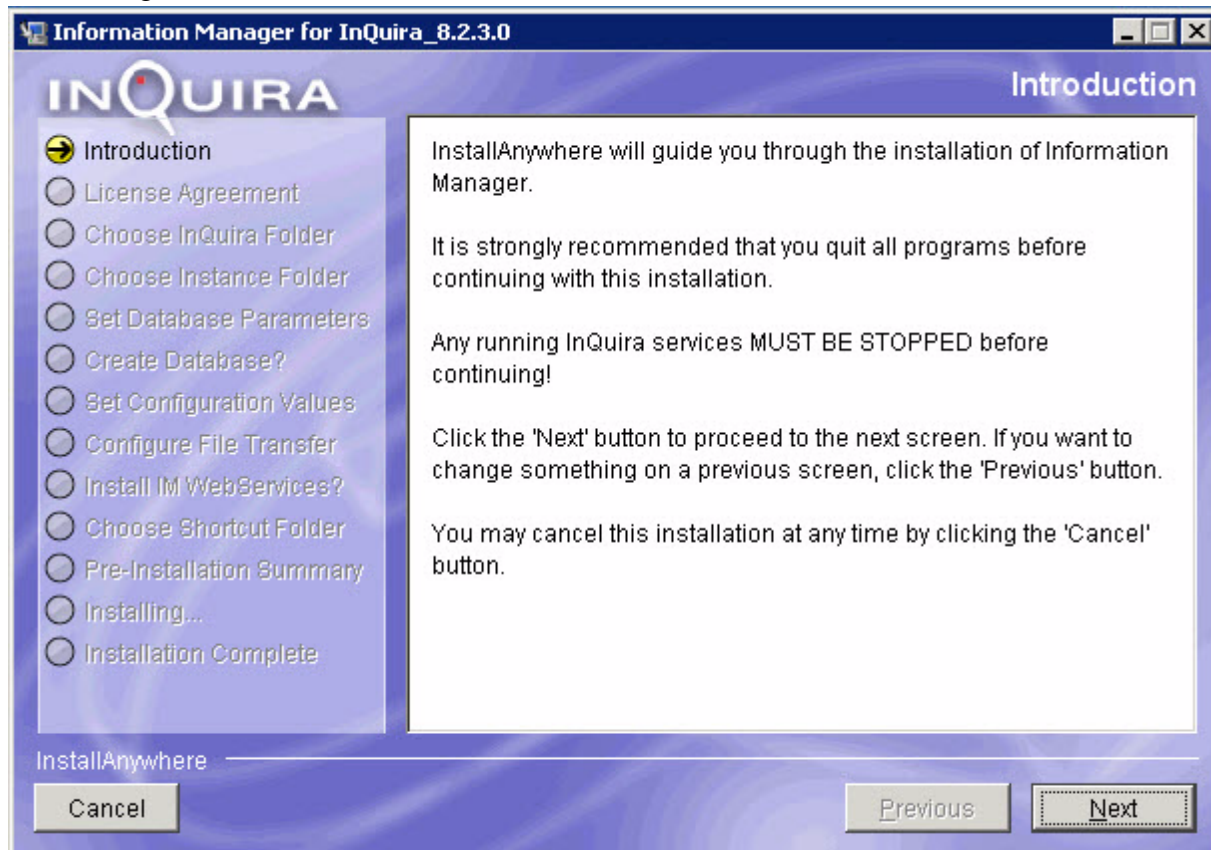 Information Manager for InQuira_8.2.3.0
INQUIRA
Introduction
Introduction
License Agreement
Choose InQuira Folder
Choose Instance Folder
Set Database Parameters
Create Database?
Set Configuration Values
Configure File Transfer
Install IM WebServices?
Choose Shortcut Folder
Pre-Installation Summary
Installing...
Installation Complete
InstallAnywhere will guide you through the installation of Information
Manager.
It is strongly recommended that you quit all programs before
continuing with this installation.
Any running InQuira services MUST BE STOPPED before
continuing!
Click the 'Next' button to proceed to the next screen. If you want to
change something on a previous screen, click the 'Previous' button.
You may cancel this installation at any time by clicking the 'Cancel'
button.
InstallAnywhere
Cancel
Previous
Next